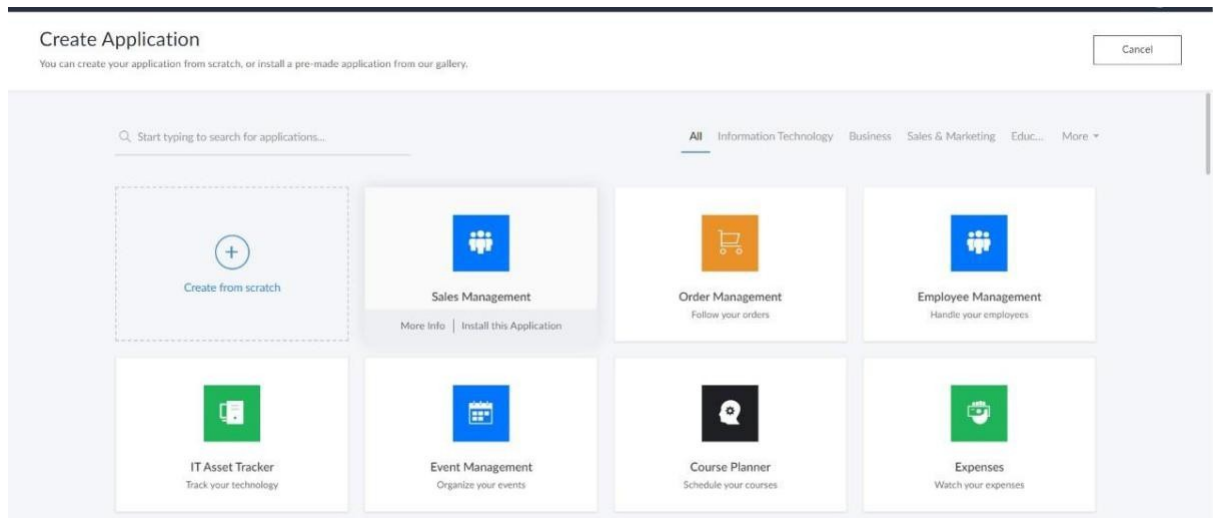 Create Application
Cancel
You can create your application from scratch, or install a pre-made application from our gallery.
Start typing to search for applications...
All Information Technology Business Sales & Marketing Educ... More
Create from scratch
Sales Management
More Info | Install this Application
Order Management
Follow your orders
Employee Management
Handle your employees
IT Asset Tracker
Track your technology
Event Management
Organize your events
Course Planner
Schedule your courses
Expenses
Watch your expenses